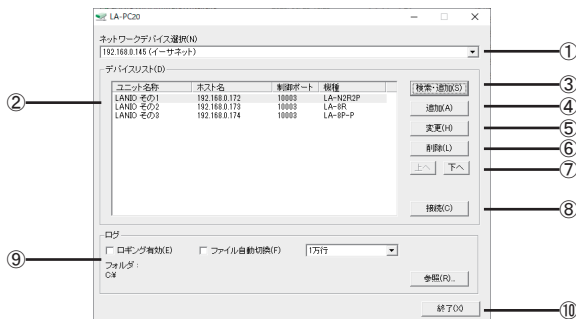 LA-PC20
ネットワークデバイス選択(N)
192.168.0.145 (イーサネット)
①
デバイスリスト(D)
②
ユニット名称 ホスト名 制御ポート 機種
LANIO その1 192.168.0.172 10003 LA-N2R2P
LANIO その2 192.168.0.173 10003 LA-8R
LANIO その3 192.168.0.174 10003 LA-8P-P
検索・追加(S) ③
追加(A) ④
変更(H) ⑤
削除(L) ⑥
上へ 下へ ⑦
接続(C) ⑧
ログ
⑨
ロギング有効(E) ファイル自動切換(F) 1万行
フォルダ :
C:¥
参照(R)...
終了(X) ⑩